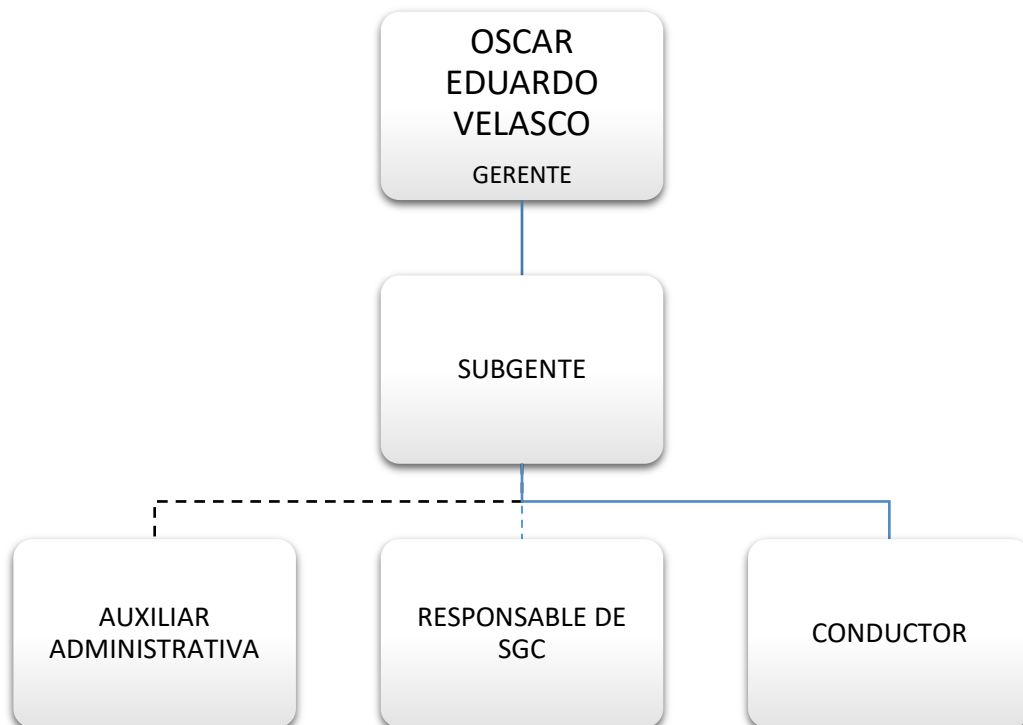 OSCAR
EDUARDO
VELASCO
GERENTE
SUBGENTE
AUXILIAR
ADMINISTRATIVA
RESPONSABLE DE
SGC
CONDUCTOR